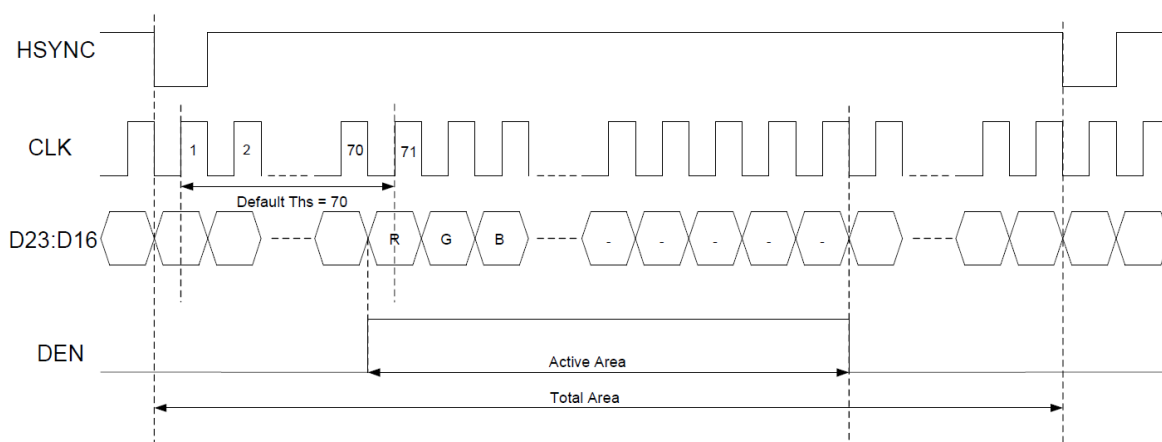 HSYNC
CLK
1
2
70
71
Default Ths = 70
D23:D16
R
G
B
-
-
-
-
-
DEN
Active Area
Total Area